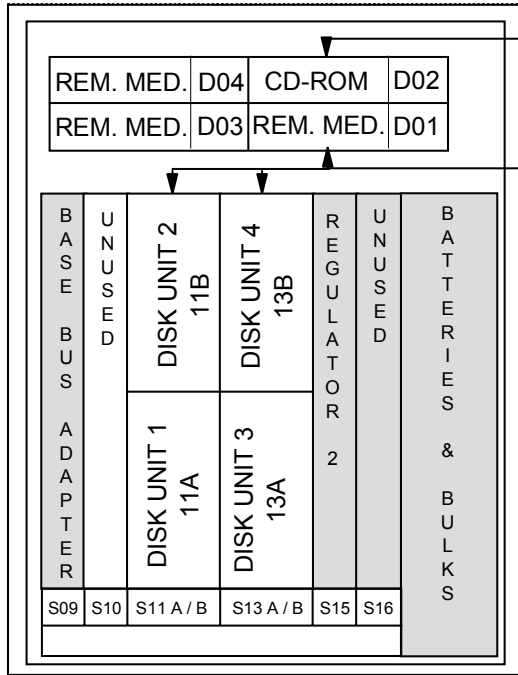 REM. MED. D04 CD-ROM D02
REM. MED. D03 REM. MED. D01
BASE BUS ADAPTER
UNUSED
DISK UNIT 2
11B
DISK UNIT 4
13B
REGULATOR 2
UNUSED
BATTERIES & BULKS
DISK UNIT 1
11A
DISK UNIT 3
13A
S09 S10 S11 A / B S13 A / B S15 S16